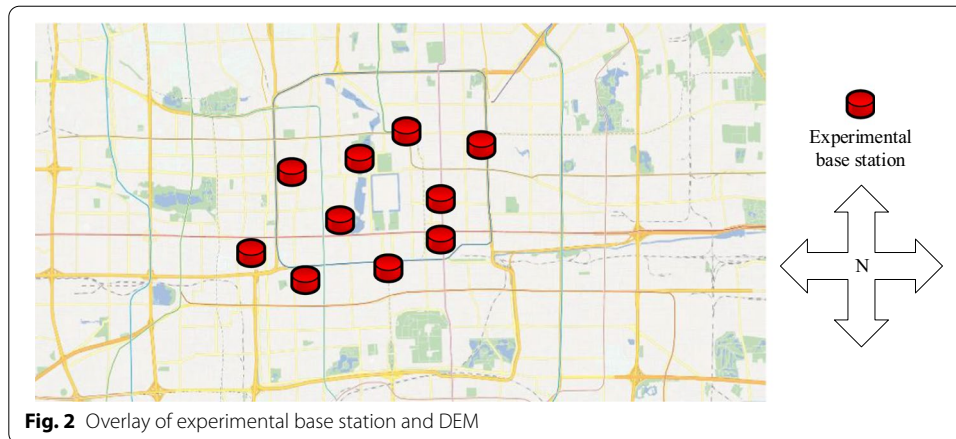 Experimental
base station
N
Fig. 2 Overlay of experimental base station and DEM